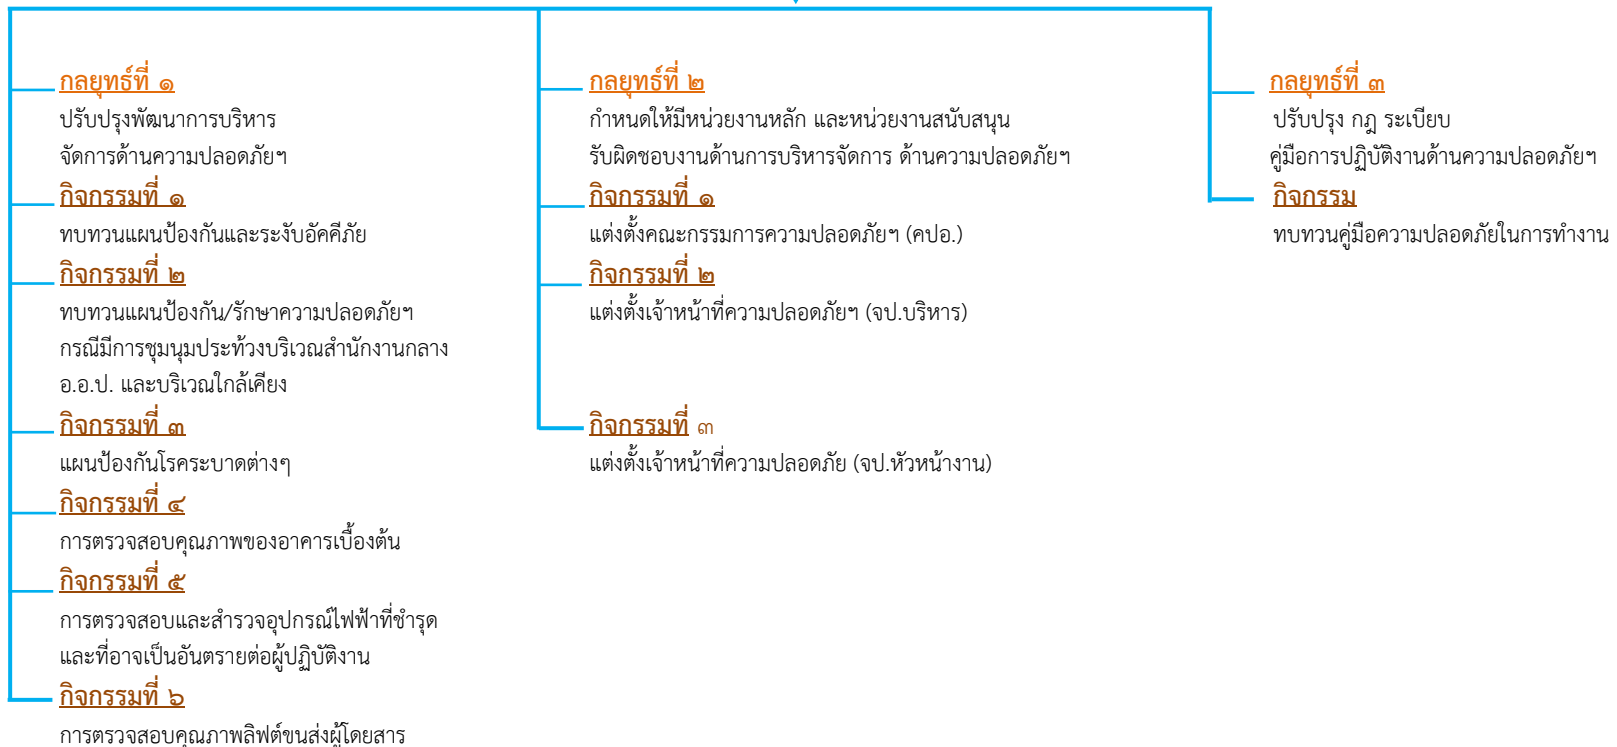 กลยุทธ์ที่ ๑
ปรับปรุงพัฒนาการบริหาร
จัดการด้านความปลอดภัยฯ
กิจกรรมที่ ๑
ทบทวนแผนป้องกันและระงับอัคคีภัย
กิจกรรมที่ ๒
ทบทวนแผนป้องกัน/รักษาความปลอดภัยฯ
กรณีมีการชุมนุมประท้วงบริเวณสำนักงานกลาง
อ.อ.ป. และบริเวณใกล้เคียง
กิจกรรมที่ ๓
แผนป้องกันโรคระบาดต่างๆ
กิจกรรมที่ ๔
การตรวจสอบคุณภาพของอาคารเบื้องต้น
กิจกรรมที่ ๕
การตรวจสอบและสำรวจอุปกรณ์ไฟฟ้าที่ชำรุด
และที่อาจเป็นอันตรายต่อผู้ปฏิบัติงาน
กิจกรรมที่ ๖
การตรวจสอบคุณภาพลิฟต์ขนส่งผู้โดยสาร
กลยุทธ์ที่ ๒
กำหนดให้มีหน่วยงานหลัก และหน่วยงานสนับสนุน
รับผิดชอบงานด้านการบริหารจัดการ ด้านความปลอดภัยฯ
กิจกรรมที่ ๑
แต่งตั้งคณะกรรมการความปลอดภัยฯ (คปอ.)
กิจกรรมที่ ๒
แต่งตั้งเจ้าหน้าที่ความปลอดภัยฯ (จป.บริหาร)
กิจกรรมที่ ๓
แต่งตั้งเจ้าหน้าที่ความปลอดภัย (จป.หัวหน้างาน)
กลยุทธ์ที่ ๓
ปรับปรุง กฎ ระเบียบ
คู่มือการปฏิบัติงานด้านความปลอดภัยฯ
กิจกรรม
ทบทวนคู่มือความปลอดภัยในการทำงาน